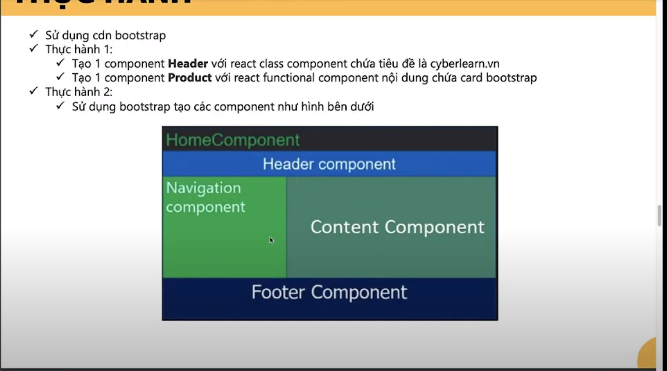 THỰC HÀNH
✓ Sử dụng cdn bootstrap
✓ Thực hành 1:
✓ Tạo 1 component Header với react class component chứa tiêu đề là cyberlearn.vn
✓ Tạo 1 component Product với react functional component nội dung chứa card bootstrap
✓ Thực hành 2:
✓ Sử dụng bootstrap tạo các component như hình bên dưới
HomeComponent
Header component
Navigation
component
Content Component
Footer Component